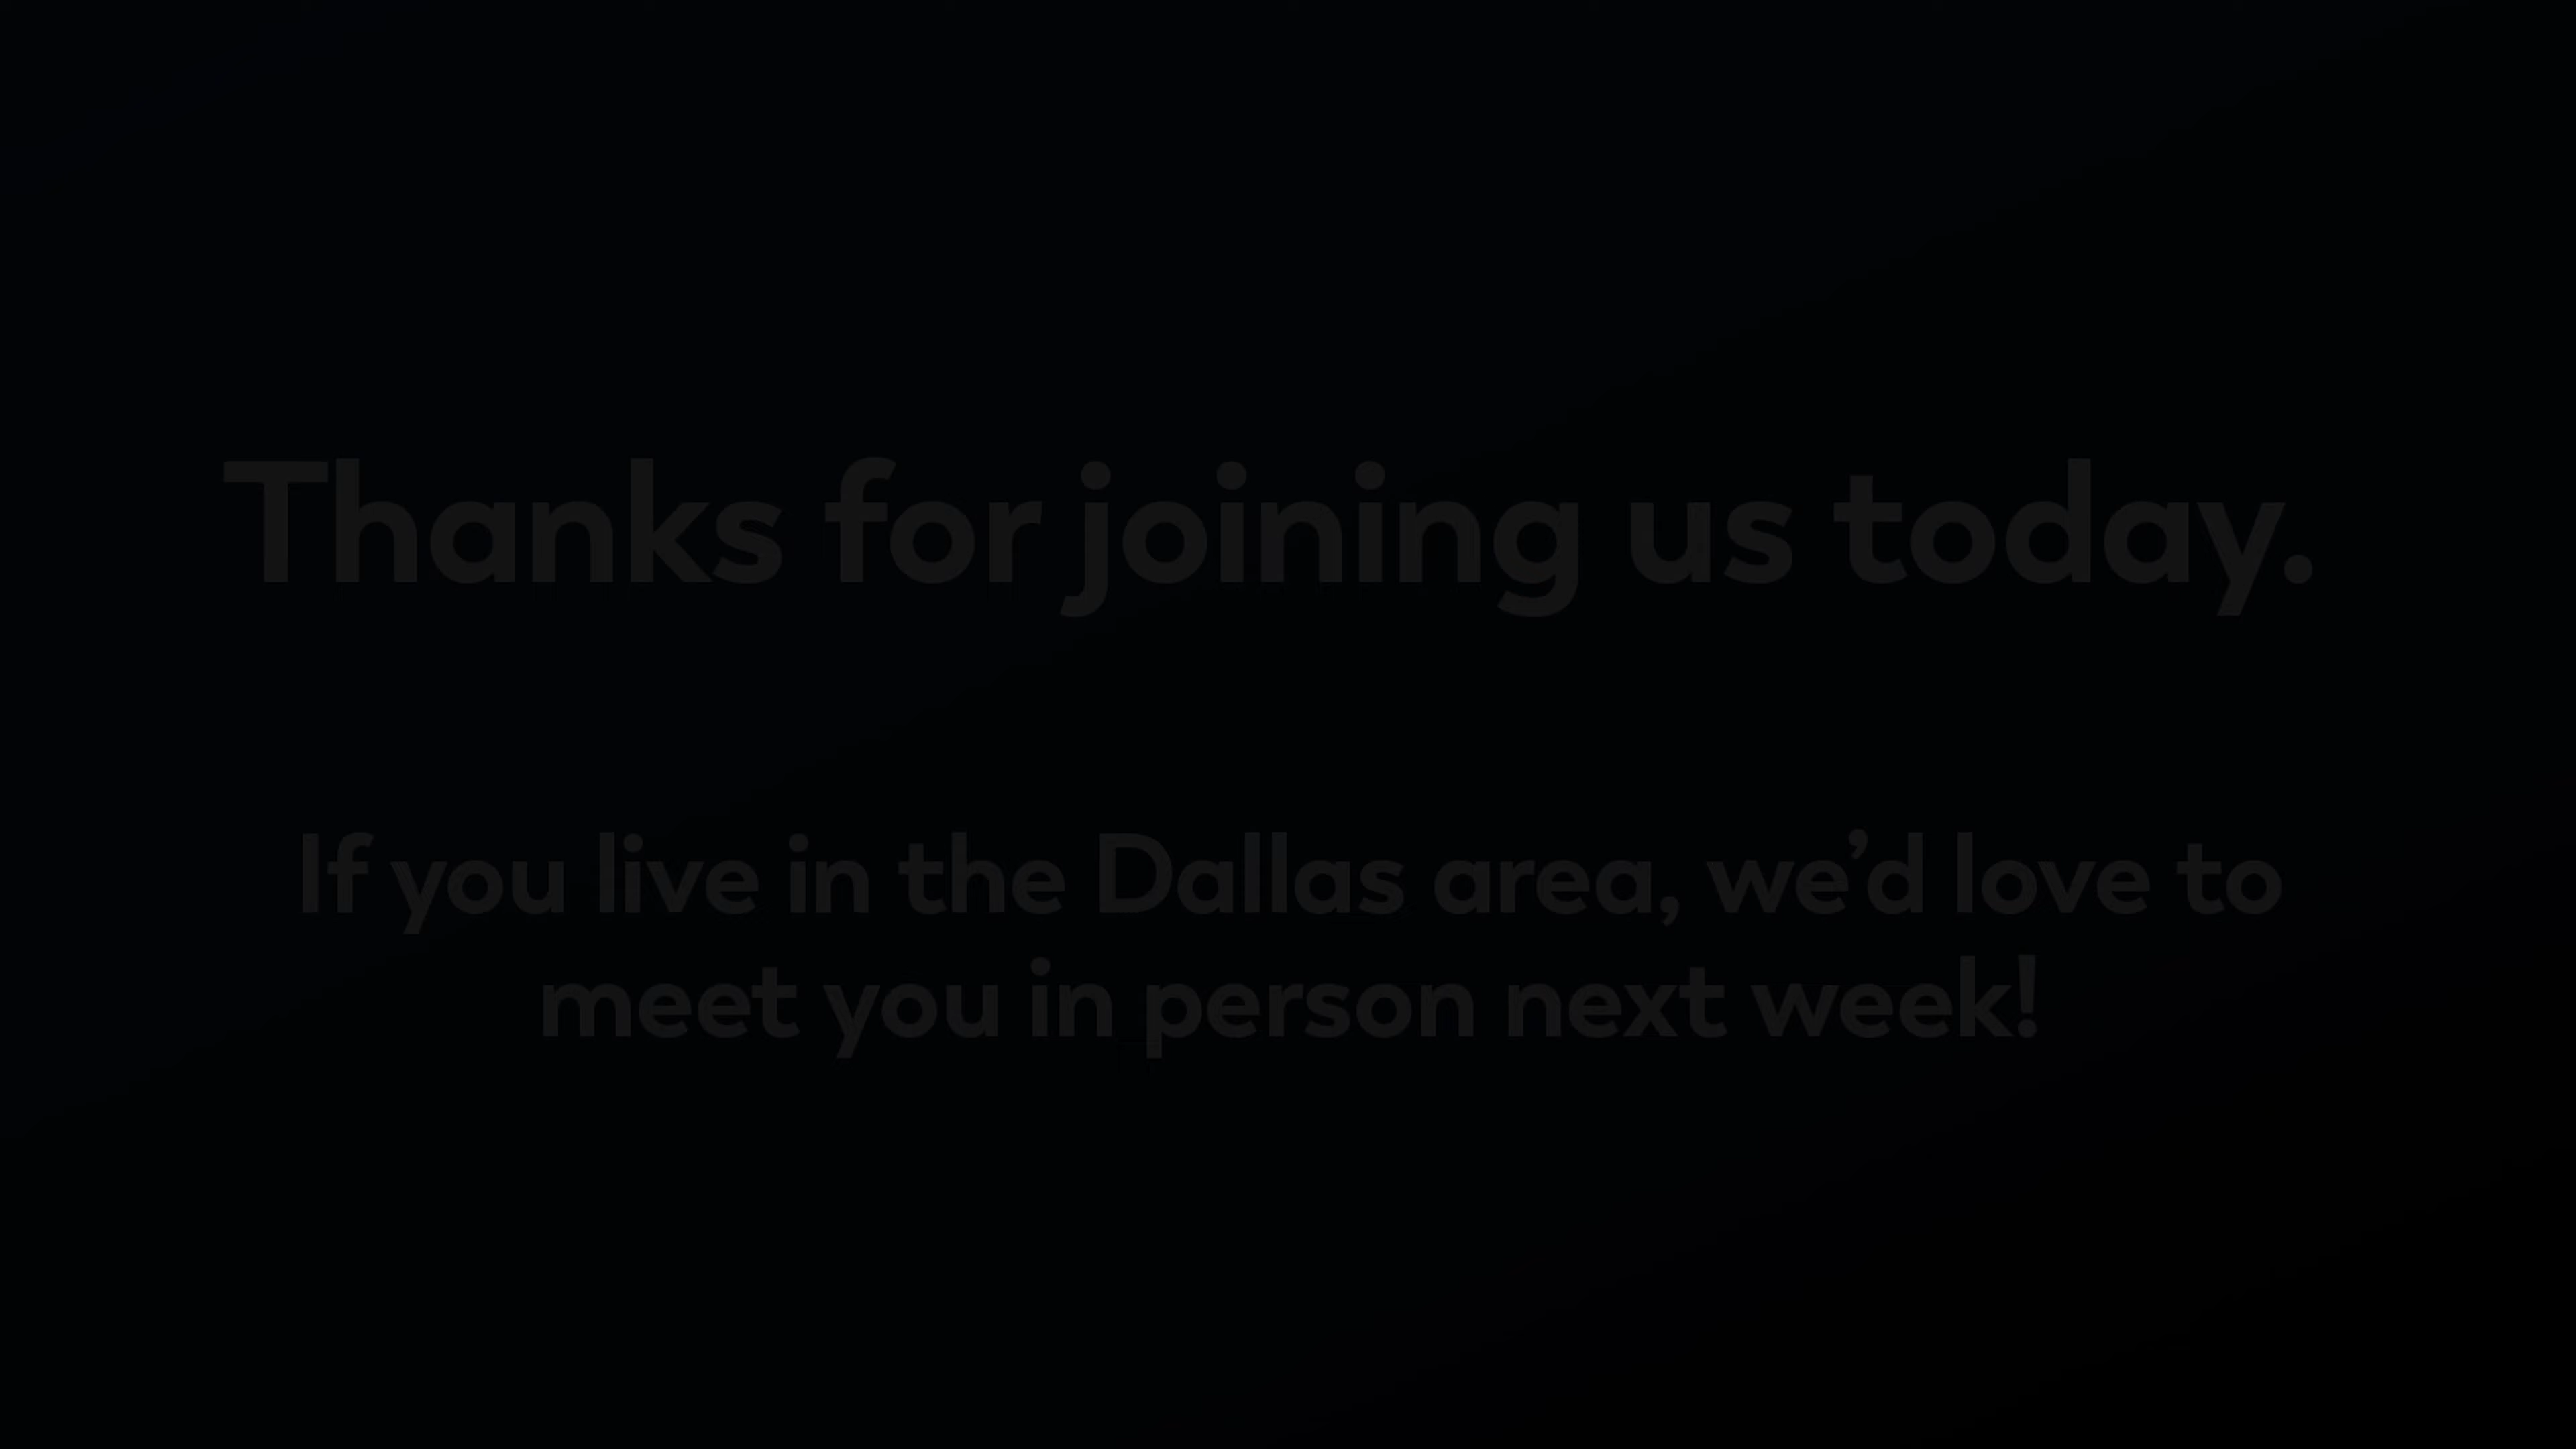 Thanks for joining us today.
If you live in the Dallas area, we’d love to
meet you in person next week!